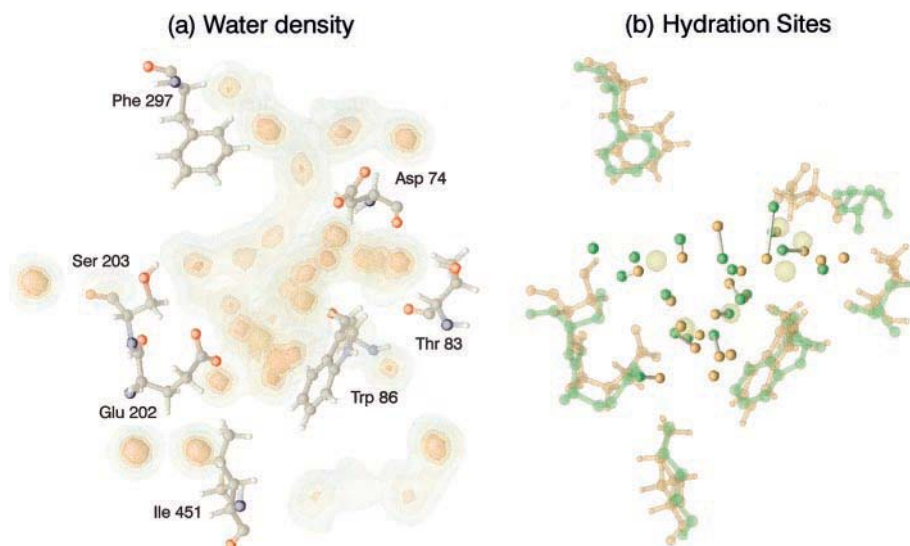 (a) Water density
(b) Hydration Sites
Phe 297
Asp 74
Ser 203
Thr 83
Trp 86
Glu 202
Ile 451